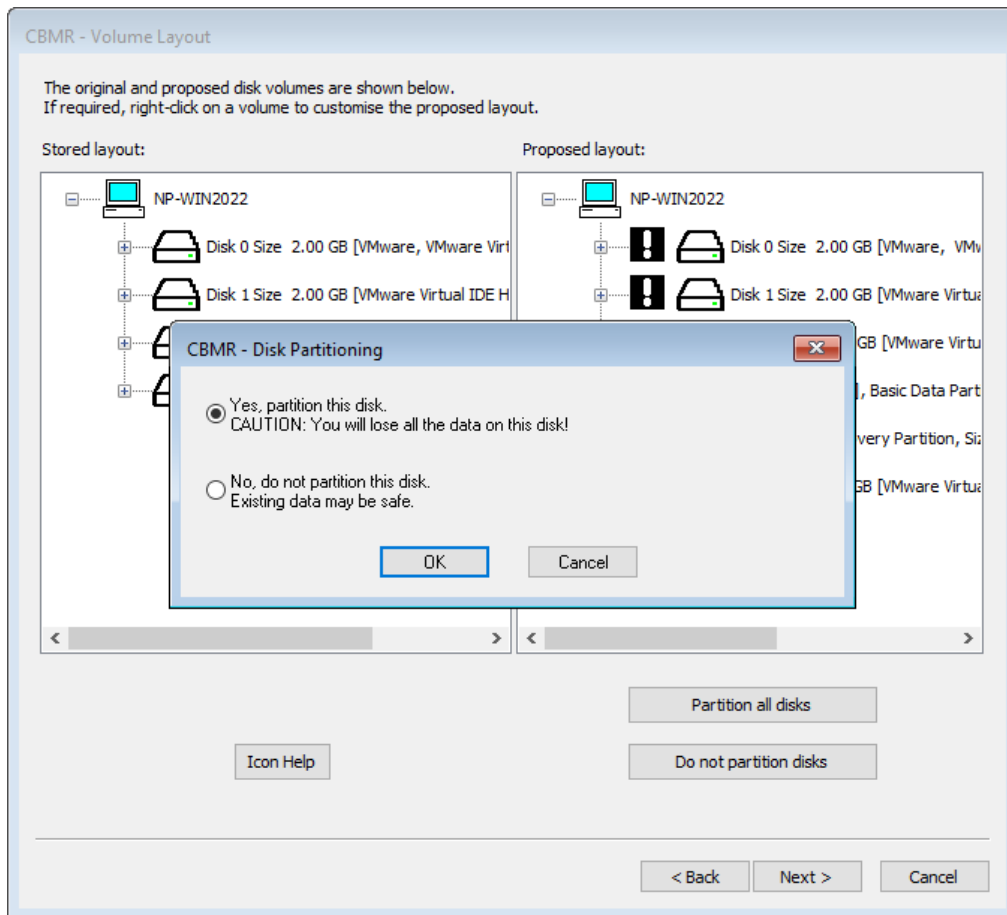 CBMR - Volume Layout
The original and proposed disk volumes are shown below.
If required, right-click on a volume to customise the proposed layout.
Stored layout:
Proposed layout:
NP-WIN2022
NP-WIN2022
Disk 0 Size 2.00 GB [VMware, VMware Virt
Disk 0 Size 2.00 GB [VMware, VMw
Disk 1 Size 2.00 GB [VMware Virtual IDE H
Disk 1 Size 2.00 GB [VMware Virtua
CBMR - Disk Partitioning
GB [VMware Virtu
], Basic Data Part
very Partition, Siz
GB [VMware Virtua
Yes, partition this disk.
CAUTION: You will lose all the data on this disk!
No, do not partition this disk.
Existing data may be safe.
OK
Cancel
Partition all disks
Icon Help
Do not partition disks
< Back
Next >
Cancel